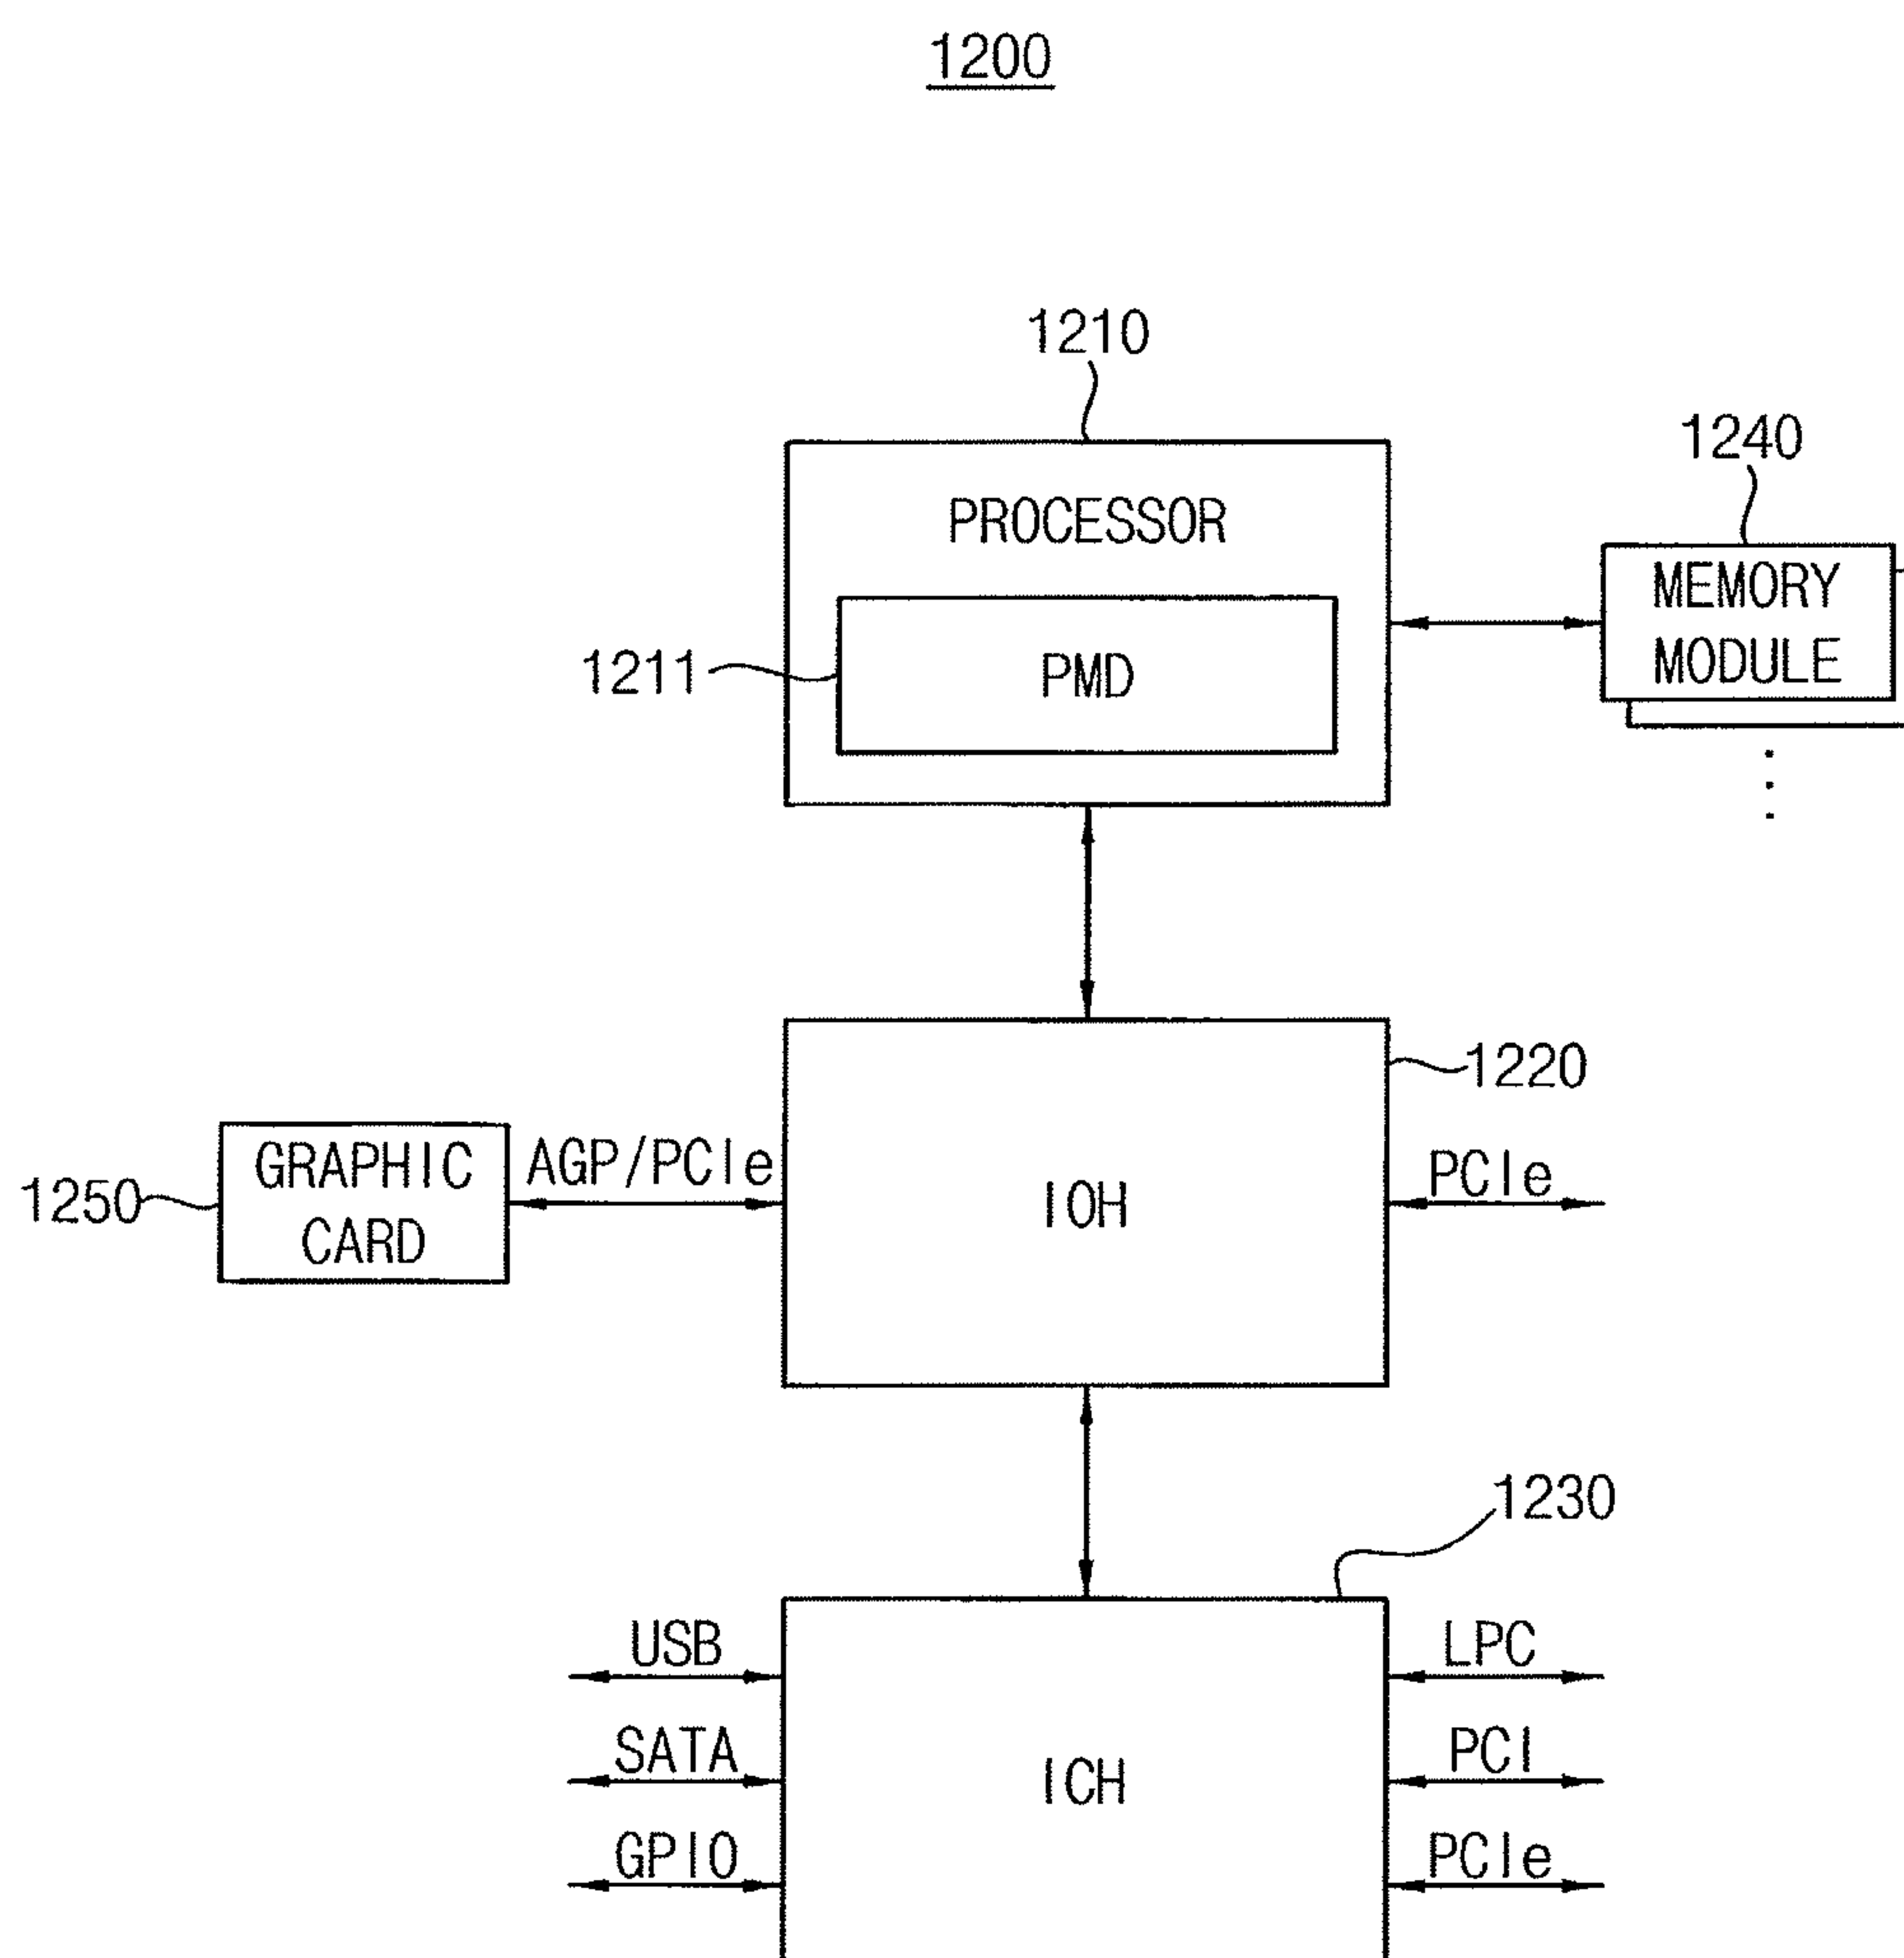 1200
1210
PROCESSOR
1240
MEMORY
MODULE
1211
PMD
1220
GRAPHIC
CARD
1250
AGP/PCIe
IOH
PCIe
1230
USB
LPC
SATA
ICH
PCI
GPIO
PCIe